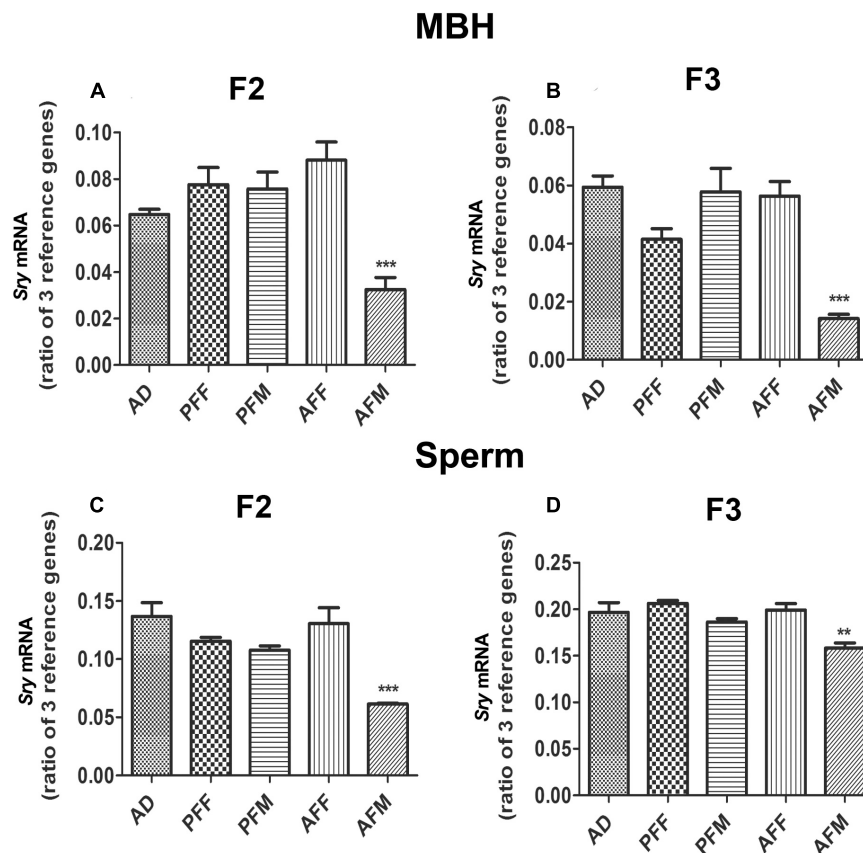 MBH
A
F2
Sry mRNA
(ratio of 3 reference genes)
0.10
0.08
0.06
0.04
0.02
0.00
***
AD
PFF
PFM
AFF
AFM
B
F3
Sry mRNA
(ratio of 3 reference genes)
0.08
0.06
0.04
0.02
0.00
***
AD
PFF
PFM
AFF
AFM
Sperm
C
F2
Sry mRNA
(ratio of 3 reference genes)
0.20
0.15
0.10
0.05
0.00
***
AD
PFF
PFM
AFF
AFM
D
F3
Sry mRNA
(ratio of 3 reference genes)
0.25
0.20
0.15
0.10
0.05
0.00
**
AD
PFF
PFM
AFF
AFM